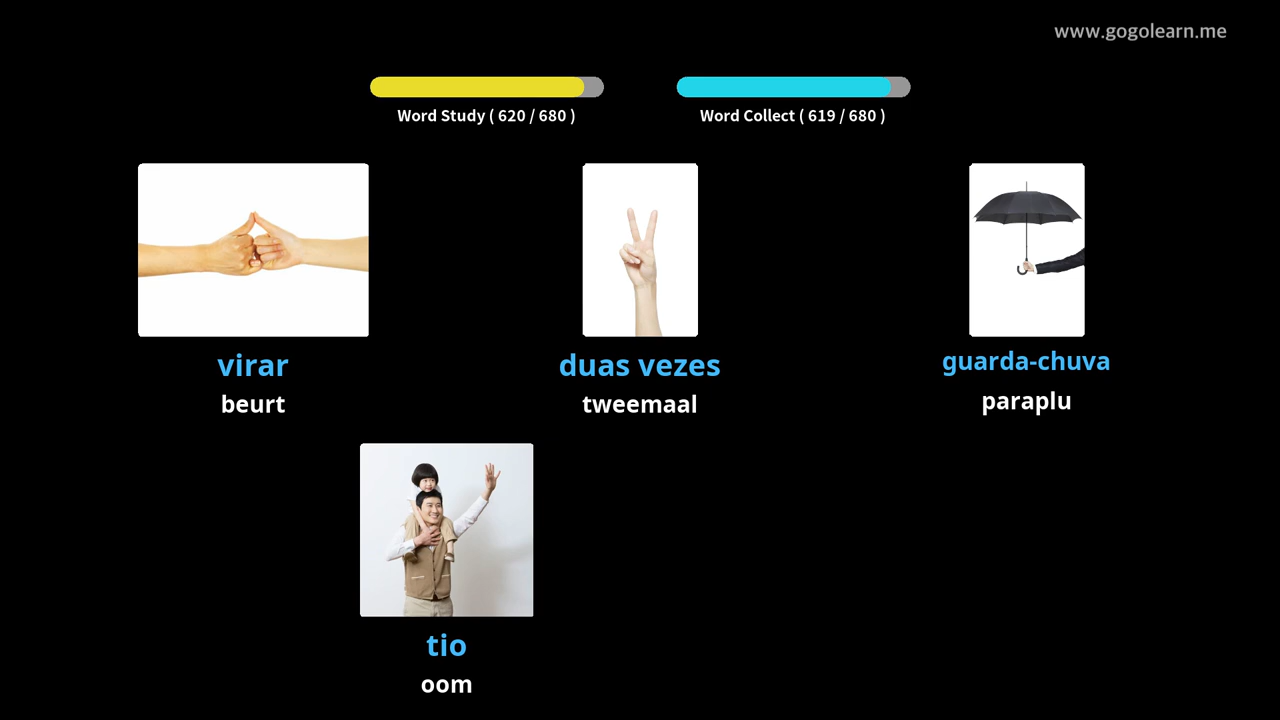 www.gogolearn.me
Word Study ( 620 / 680 )
Word Collect ( 619 / 680 )
virar
beurt
duas vezes
tweemaal
guarda-chuva
paraplu
tio
oom